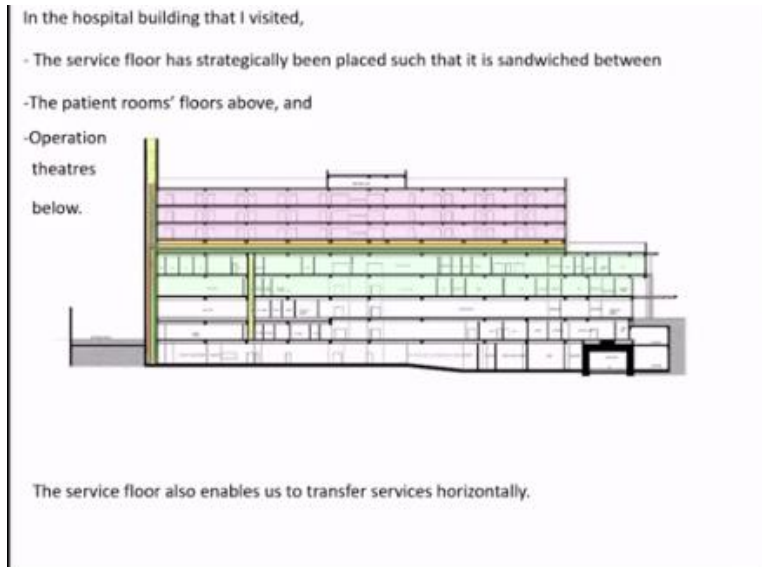 In the hospital building that I visited,
- The service floor has strategically been placed such that it is sandwiched between
-The patient rooms' floors above, and
-Operation
theatres
below.
The service floor also enables us to transfer services horizontally.